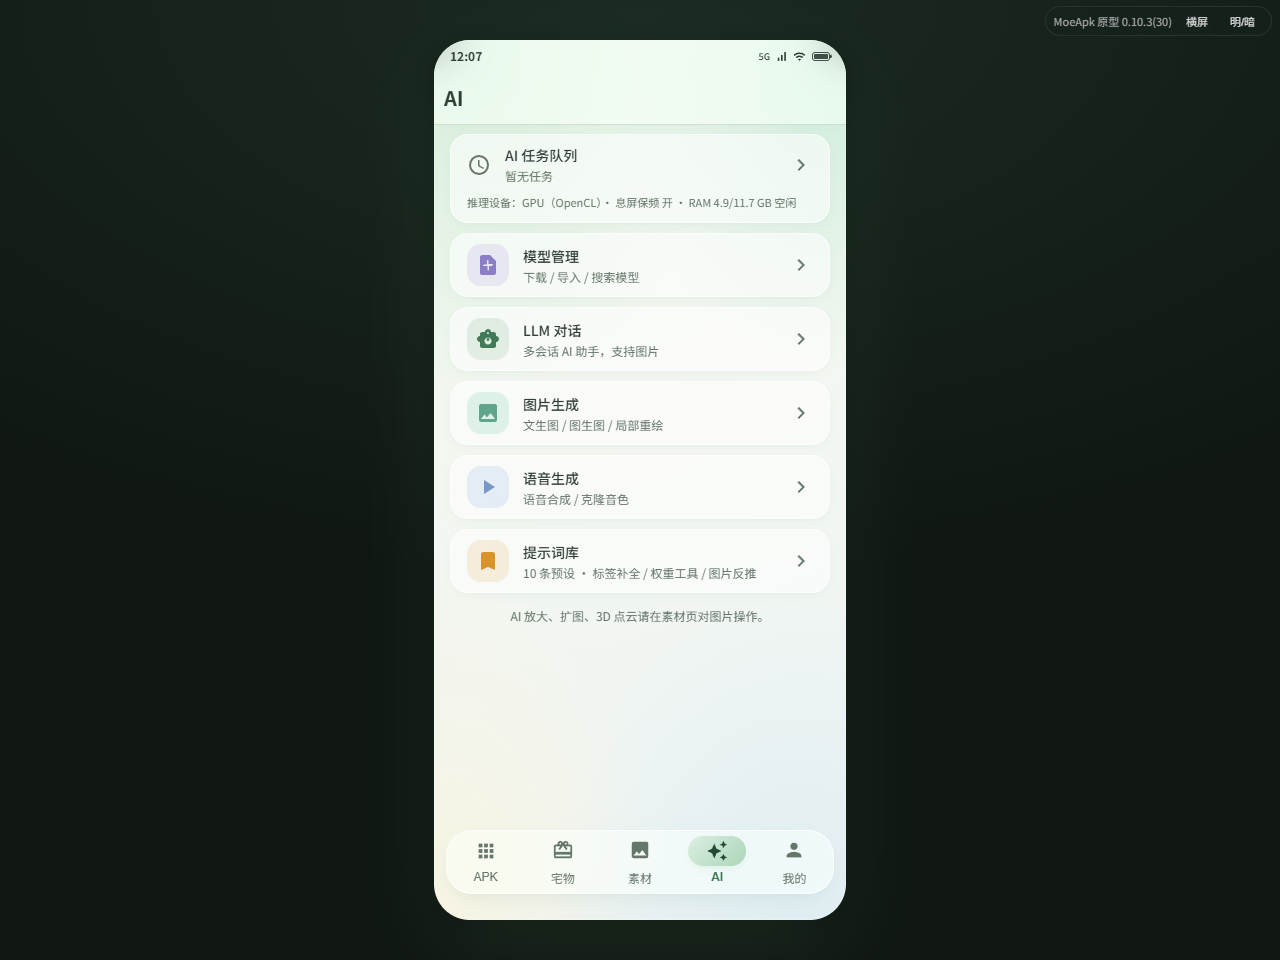 MoeApk 原型 0.10.3(30) 横屏 明/暗
12:07 5G
AI
AI 任务队列
暂无任务
推理设备：GPU（OpenCL）· 息屏保频 开 · RAM 4.9/11.7 GB 空闲
模型管理
下载 / 导入 / 搜索模型
LLM 对话
多会话 AI 助手，支持图片
图片生成
文生图 / 图生图 / 局部重绘
语音生成
语音合成 / 克隆音色
提示词库
10 条预设 · 标签补全 / 权重工具 / 图片反推
AI 放大、扩图、3D 点云请在素材页对图片操作。
APK 宅物 素材 AI 我的